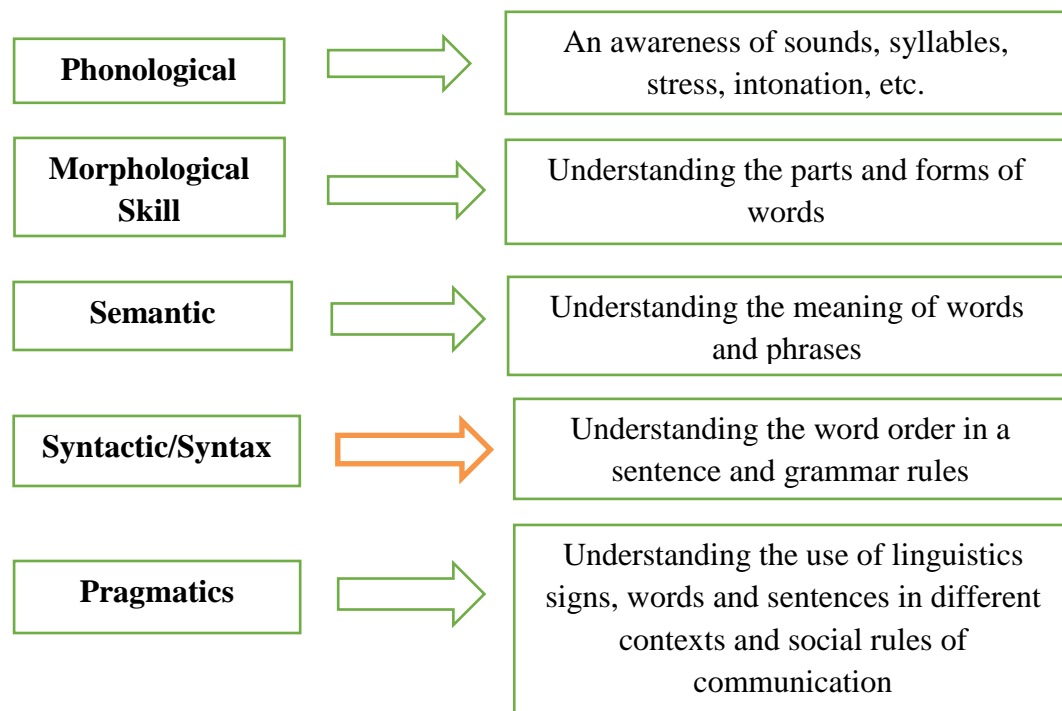 Phonological
An awareness of sounds, syllables,
stress, intonation, etc.
Morphological
Skill
Understanding the parts and forms of
words
Semantic
Understanding the meaning of words
and phrases
Syntactic/Syntax
Understanding the word order in a
sentence and grammar rules
Pragmatics
Understanding the use of linguistics
signs, words and sentences in different
contexts and social rules of
communication